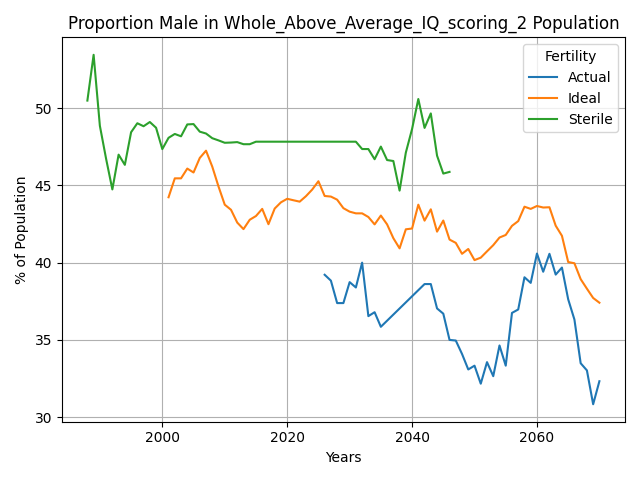 Proportion Male in Whole_Above_Average_IQ_scoring_2 Population
Fertility
Actual
Ideal
Sterile
% of Population
50
45
40
35
30
2000
2020
2040
2060
Years